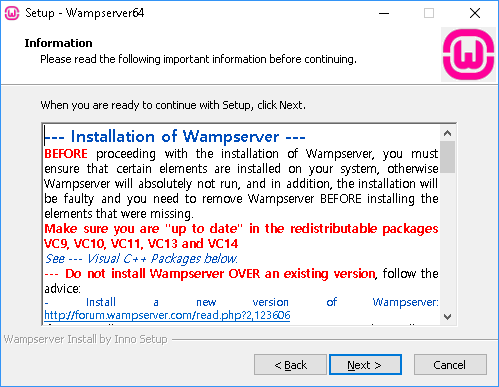 Setup - Wampserver64
Information
Please read the following important information before continuing.
When you are ready to continue with Setup, click Next.
--- Installation of Wampserver ---
BEFORE proceeding with the installation of Wampserver, you must
ensure that certain elements are installed on your system, otherwise
Wampserver will absolutely not run, and in addition, the installation will
be faulty and you need to remove Wampserver BEFORE installing the
elements that were missing.
Make sure you are "up to date" in the redistributable packages
VC9, VC10, VC11, VC13 and VC14
See --- Visual C++ Packages below.
--- Do not install Wampserver OVER an existing version, follow the
advice:
- Install a new version of Wampserver:
http://forum.wampserver.com/read.php?2,123606
Wampserver Install by Inno Setup
< Back
Next >
Cancel